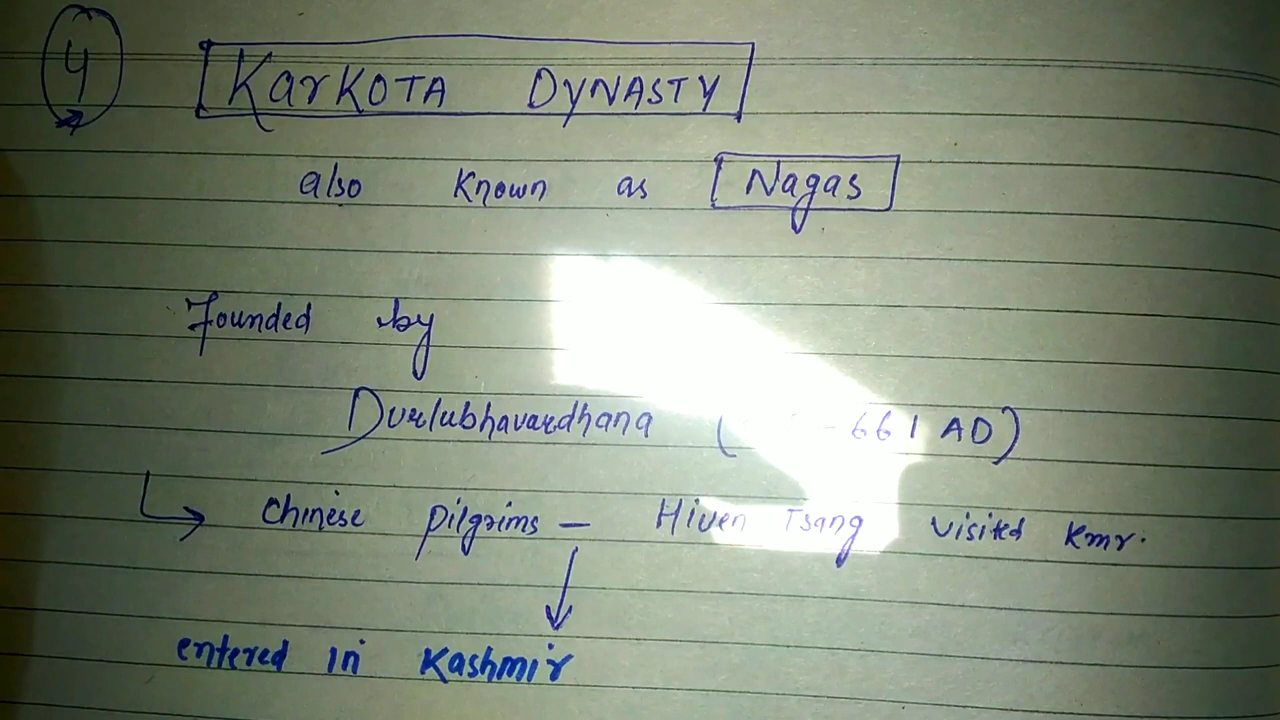 4
KarKOTA DYNASTY
also Known as Nagas
Founded by
Durlubhavardhana ( - 661 AD)
Chinese pilgrims - Hiuen Tsang visited Kmr.
entered in Kashmir